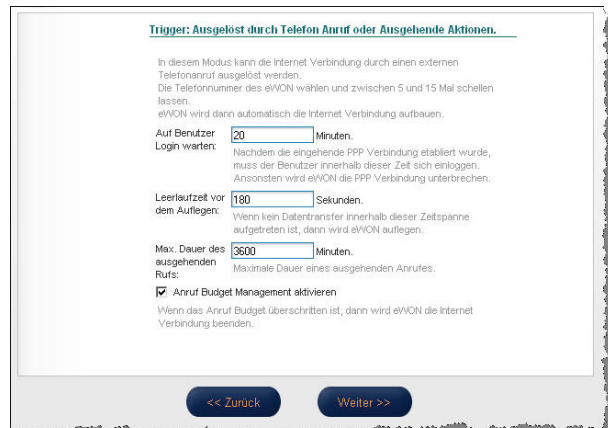 Trigger: Ausgelöst durch Telefon Anruf oder Ausgehende Aktionen.
In diesem Modus kann die Internet Verbindung durch einen externen
Telefonanruf ausgelöst werden.
Die Telefonnummer des eWON wählen und zwischen 5 und 15 Mal schellen
lassen.
eWON wird dann automatisch die Internet Verbindung aufbauen.
Auf Benutzer
Login warten:
20 Minuten.
Nachdem die eingehende PPP Verbindung etabliert wurde,
muss der Benutzer innerhalb dieser Zeit sich einloggen.
Ansonsten wird eWON die PPP Verbindung unterbrechen.
Leerlaufzeit vor
dem Auflegen:
180 Sekunden.
Wenn kein Datentransfer innerhalb dieser Zeitspanne
aufgetreten ist, dann wird eWON auflegen.
Max. Dauer des
ausgehenden
Rufs:
3600 Minuten.
Maximale Dauer eines ausgehenden Anrufes.
Anruf Budget Management aktivieren
Wenn das Anruf Budget überschritten ist, dann wird eWON die Internet
Verbindung beenden.
<< Zurück
Weiter >>